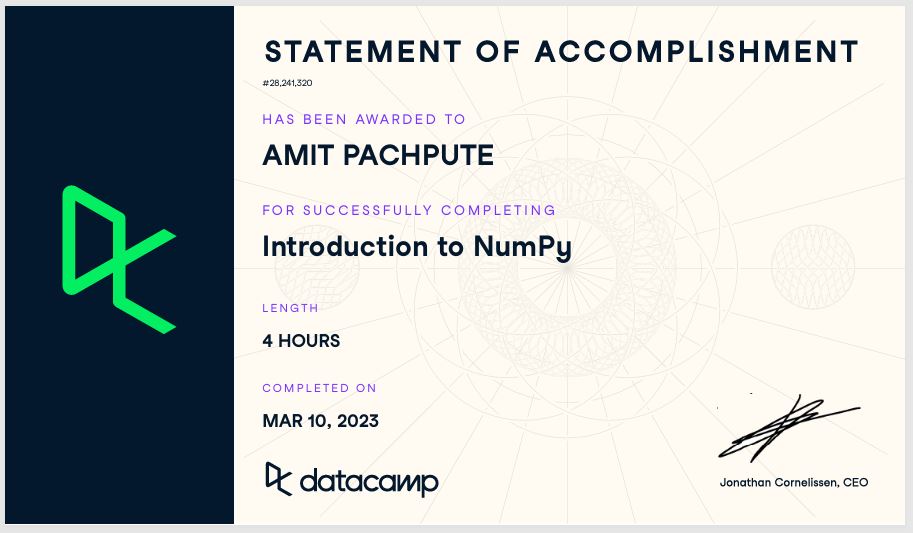 STATEMENT OF ACCOMPLISHMENT
#28,241,320
HAS BEEN AWARDED TO
AMIT PACHPUTE
FOR SUCCESSFULLY COMPLETING
Introduction to NumPy
LENGTH
4 HOURS
COMPLETED ON
MAR 10, 2023
datacamp
Jonathan Cornelissen, CEO